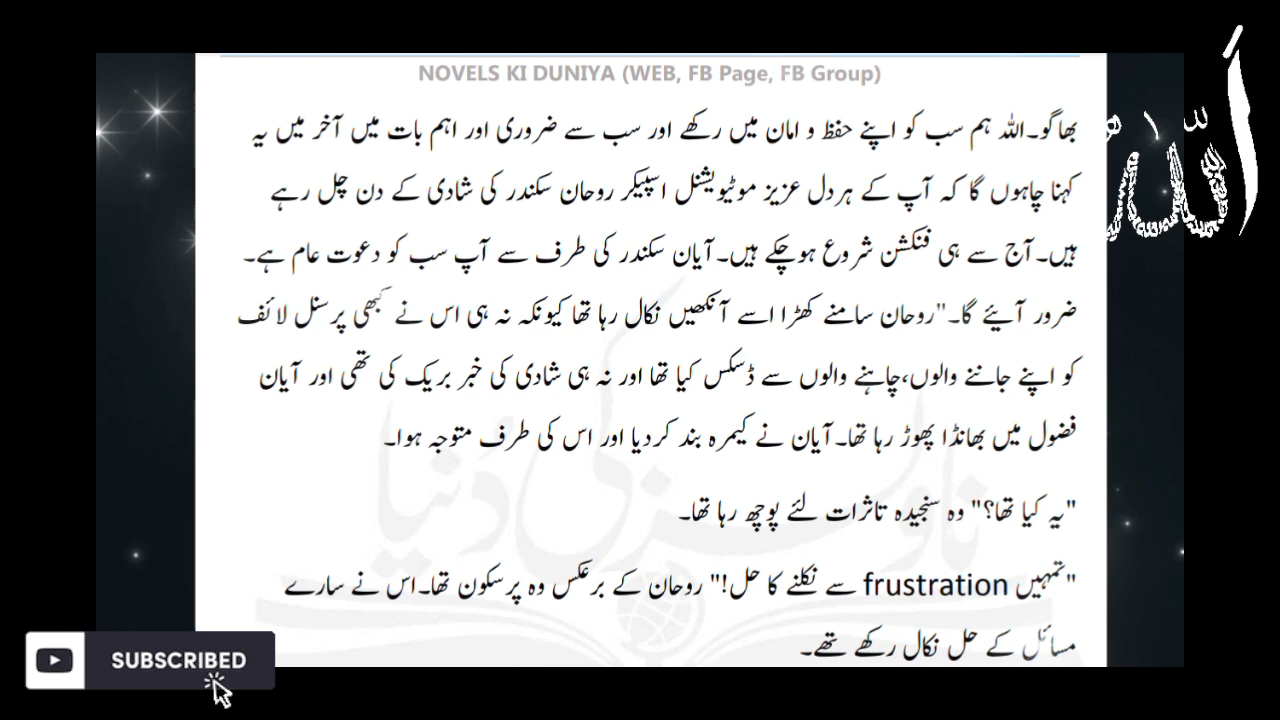 NOVELS KI DUNIYA (WEB, FB Page, FB Group)
بھاگو۔اللہ ہم سب کو اپنے حفظ و امان میں رکھے اور سب سے ضروری اور اہم بات میں آخر میں یہ
کہنا چاہوں گا کہ آپ کے ہر دل عزیز موٹیویشنل اسپیکر روحان سکندر کی شادی کے دن چل رہے
ہیں۔آج سے ہی فنکشن شروع ہو چکے ہیں۔آیان سکندر کی طرف سے آپ سب کو دعوت عام ہے۔
ضرور آیئے گا۔"روحان سامنے کھڑا اسے آنکھیں نکال رہا تھا کیونکہ نہ ہی اس نے کبھی پرسنل لائف
کو اپنے جاننے والوں،چاہنے والوں سے ڈسکس کیا تھا اور نہ ہی شادی کی خبر بریک کی تھی اور آیان
فضول میں بھانڈا پھوڑ رہا تھا۔آیان نے کیمرہ بند کردیا اور اس کی طرف متوجہ ہوا۔
"یہ کیا تھا؟" وہ سنجیدہ تاثرات لئے پوچھ رہا تھا۔
"تمہیں frustration سے نکلنے کا حل!" روحان کے برعکس وہ پرسکون تھا۔اس نے سارے
مسائل کے حل نکال رکھے تھے۔
ناولز کی دنیا
اَللّٰه
SUBSCRIBED